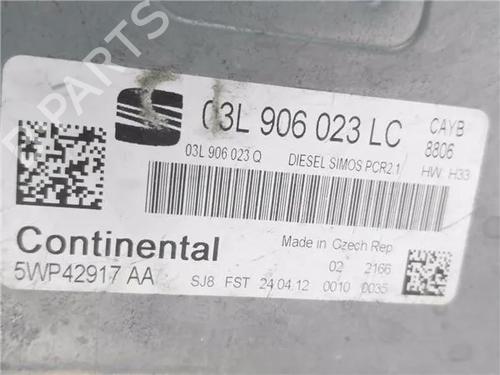 B-PARTS
03L 906 023 LC CAYB
8806
03L 906 023 Q DIESEL SIMOS PCR2.1 HW H33
Continental
Made in Czech Rep
02 2166
5WP42917 AA
SJ8 FST 24.04.12 0010 0035